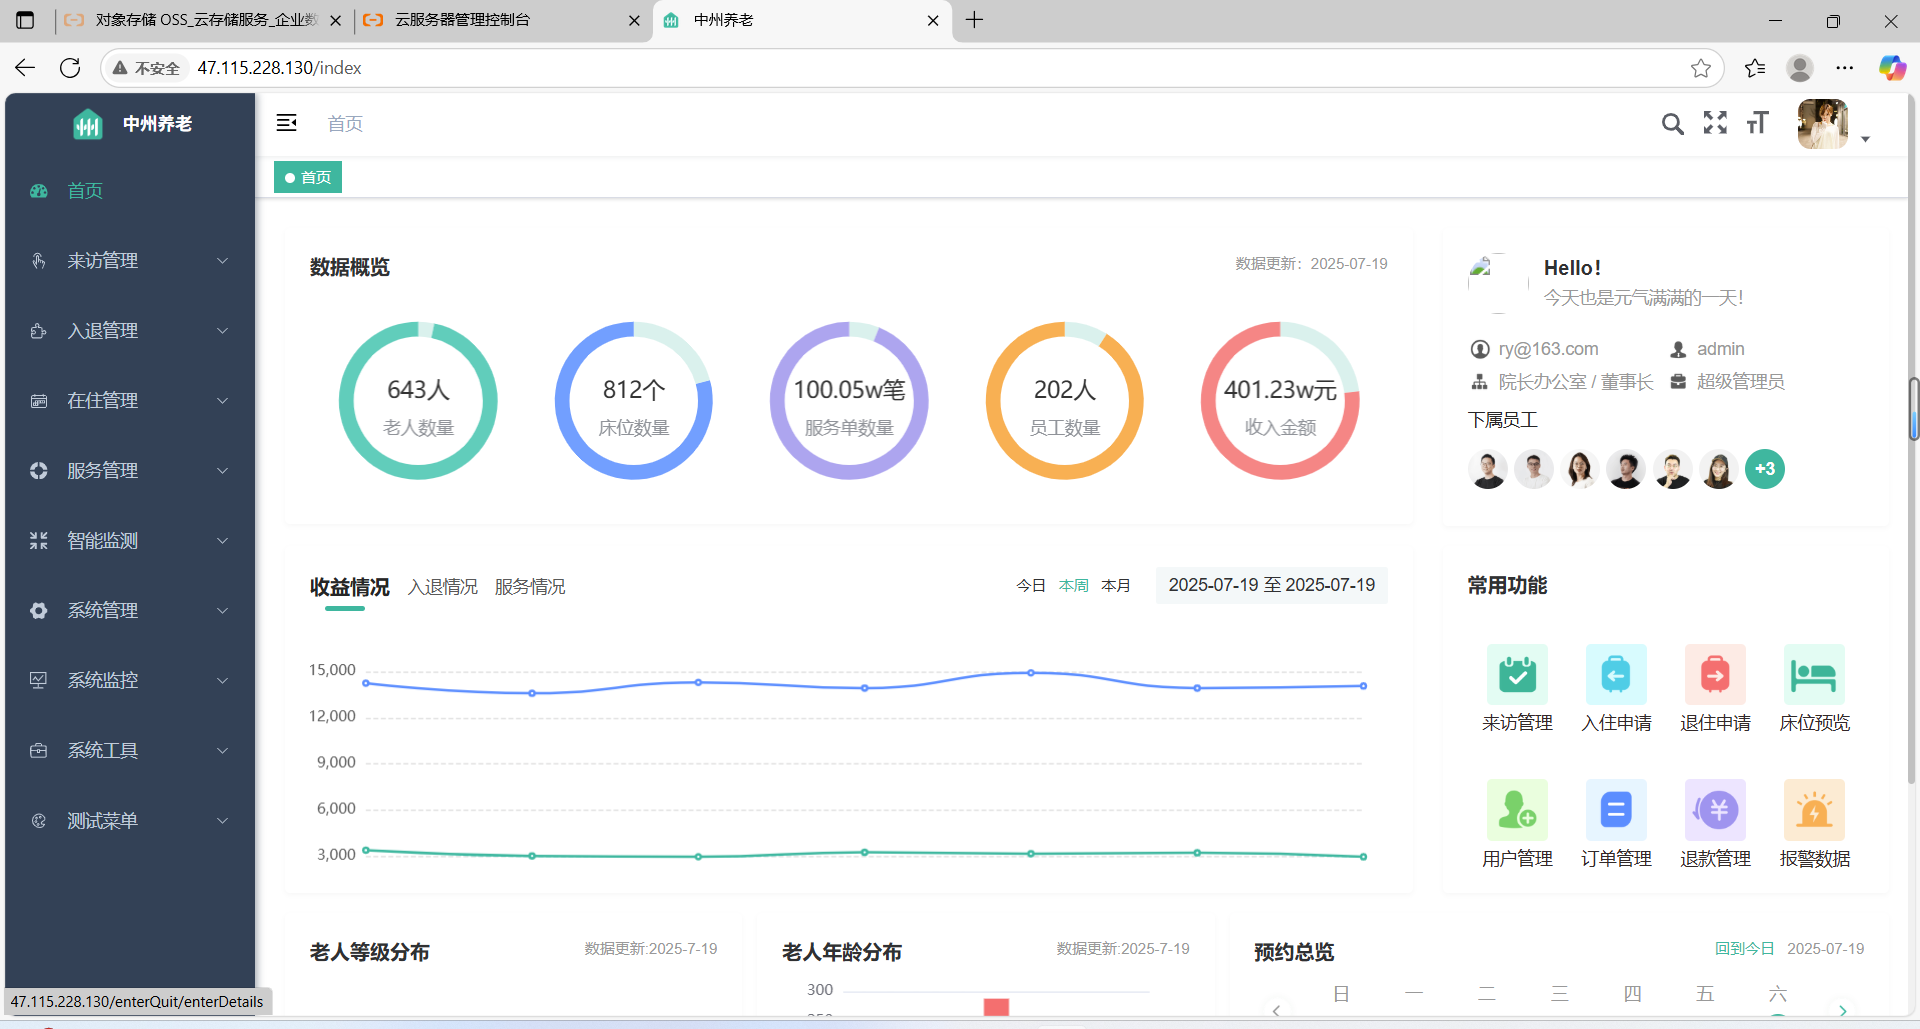 对象存储 OSS_云存储服务_企业数
云服务器管理控制台
中州养老
不安全
47.115.228.130/index
中州养老
首页
来访管理
入退管理
在住管理
服务管理
智能监测
系统管理
系统监控
系统工具
测试菜单
首页
首页
数据概览
数据更新：2025-07-19
643人
老人数量
812个
床位数量
100.05w笔
服务单数量
202人
员工数量
401.23w元
收入金额
Hello!
今天也是元气满满的一天!
ry@163.com
admin
院长办公室 / 董事长
超级管理员
下属员工
+3
收益情况
入退情况
服务情况
今日
本周
本月
2025-07-19 至 2025-07-19
15,000
12,000
9,000
6,000
3,000
常用功能
来访管理
入住申请
退住申请
床位预览
用户管理
订单管理
退款管理
报警数据
老人等级分布
数据更新:2025-7-19
老人年龄分布
数据更新:2025-7-19
300
预约总览
回到今日
2025-07-19
日 一 二 三 四 五 六
47.115.228.130/enterQuit/enterDetails